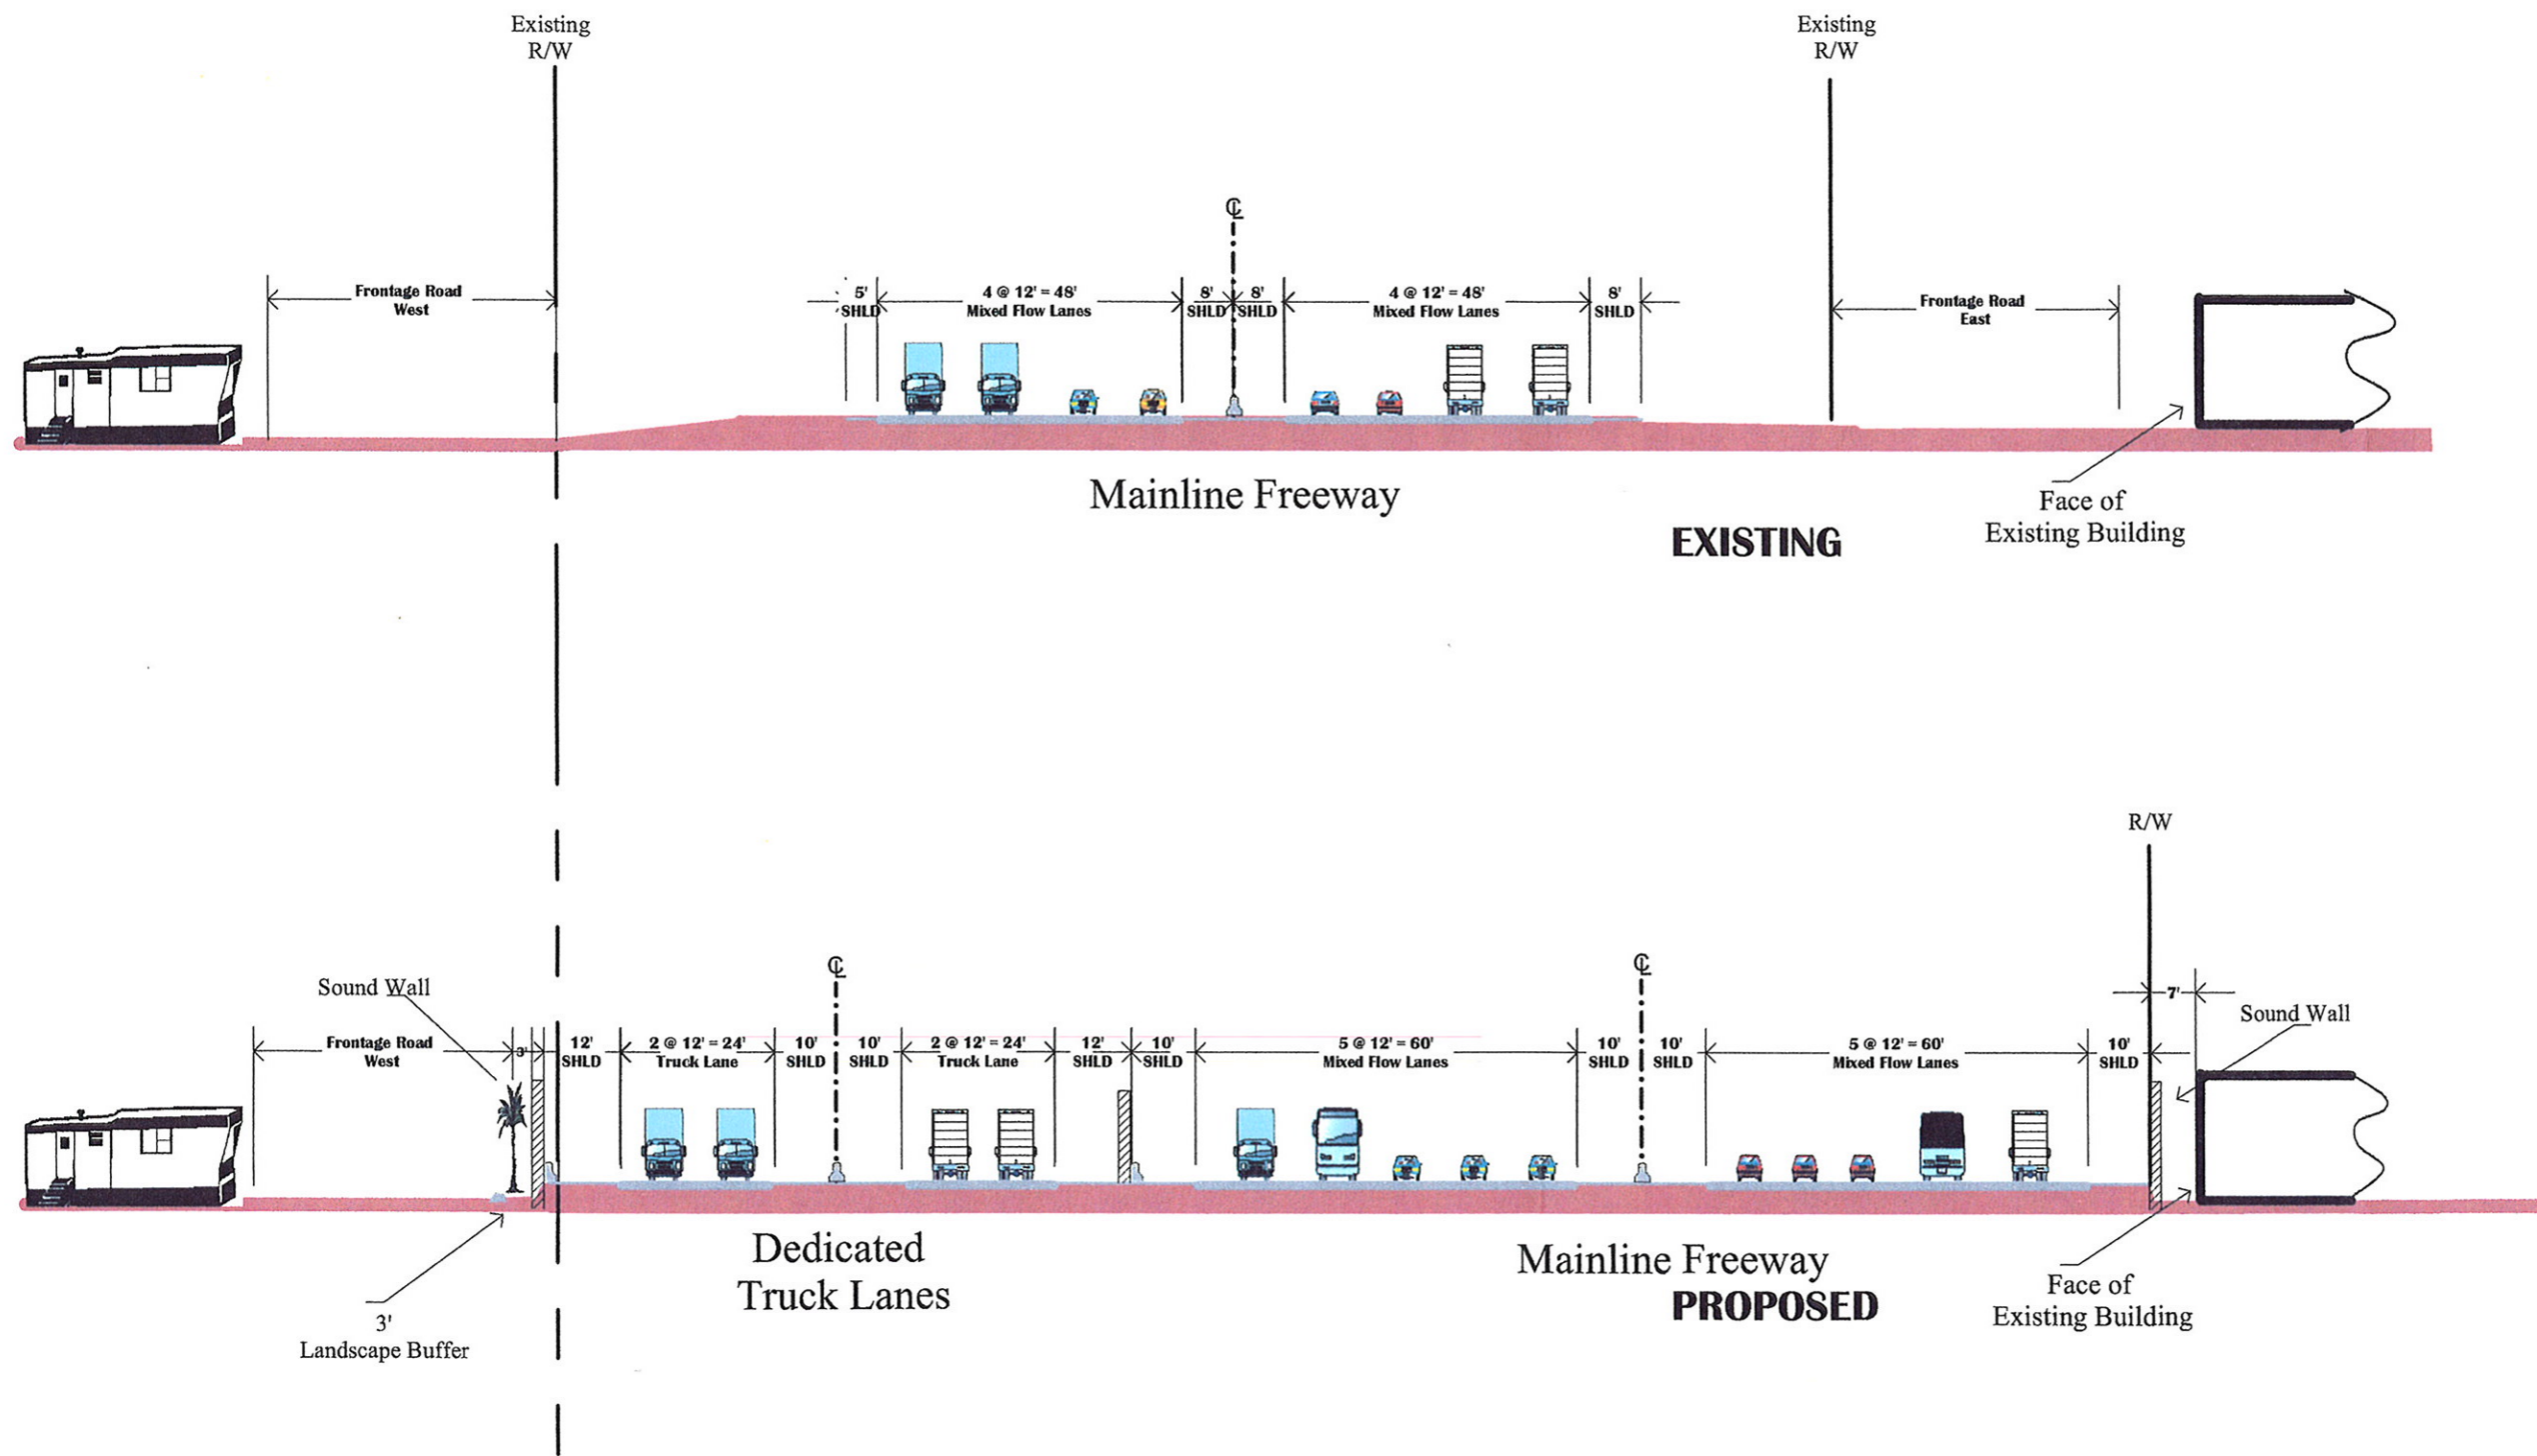 Existing
R/W
Existing
R/W
℄
Frontage Road
West
5'
SHLD
4 @ 12' = 48'
Mixed Flow Lanes
8'
SHLD
8'
SHLD
4 @ 12' = 48'
Mixed Flow Lanes
8'
SHLD
Frontage Road
East
Mainline Freeway
EXISTING
Face of
Existing Building
R/W
℄
℄
Sound Wall
7'
Sound Wall
Frontage Road
West
3'
12'
SHLD
2 @ 12' = 24'
Truck Lane
10'
SHLD
10'
SHLD
2 @ 12' = 24'
Truck Lane
12'
SHLD
10'
SHLD
5 @ 12' = 60'
Mixed Flow Lanes
10'
SHLD
10'
SHLD
5 @ 12' = 60'
Mixed Flow Lanes
10'
SHLD
Dedicated
Truck Lanes
Mainline Freeway
PROPOSED
Face of
Existing Building
3'
Landscape Buffer